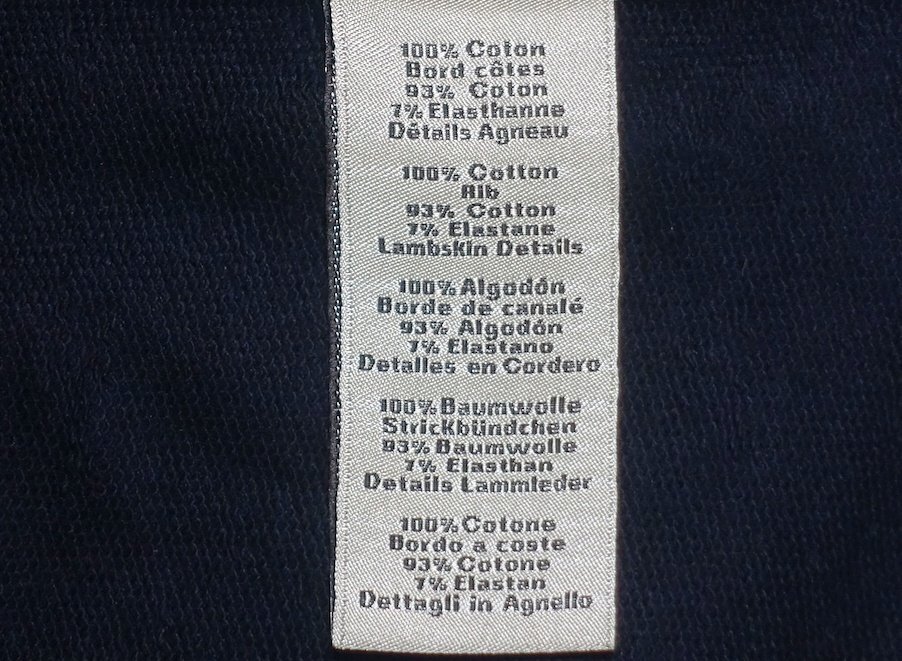 100% Coton
Bord côtes
93% Coton
7% Elasthanne
Détails Agneau
100% Cotton
Rib
93% Cotton
7% Elastane
Lambskin Details
100% Algodón
Borde de canalé
93% Algodón
7% Elastano
Detalles en Cordero
100% Baumwolle
Strickbündchen
93% Baumwolle
7% Elasthan
Details Lammleder
100% Cotone
Bordo a coste
93% Cotone
7% Elastan
Dettagli in Agnello